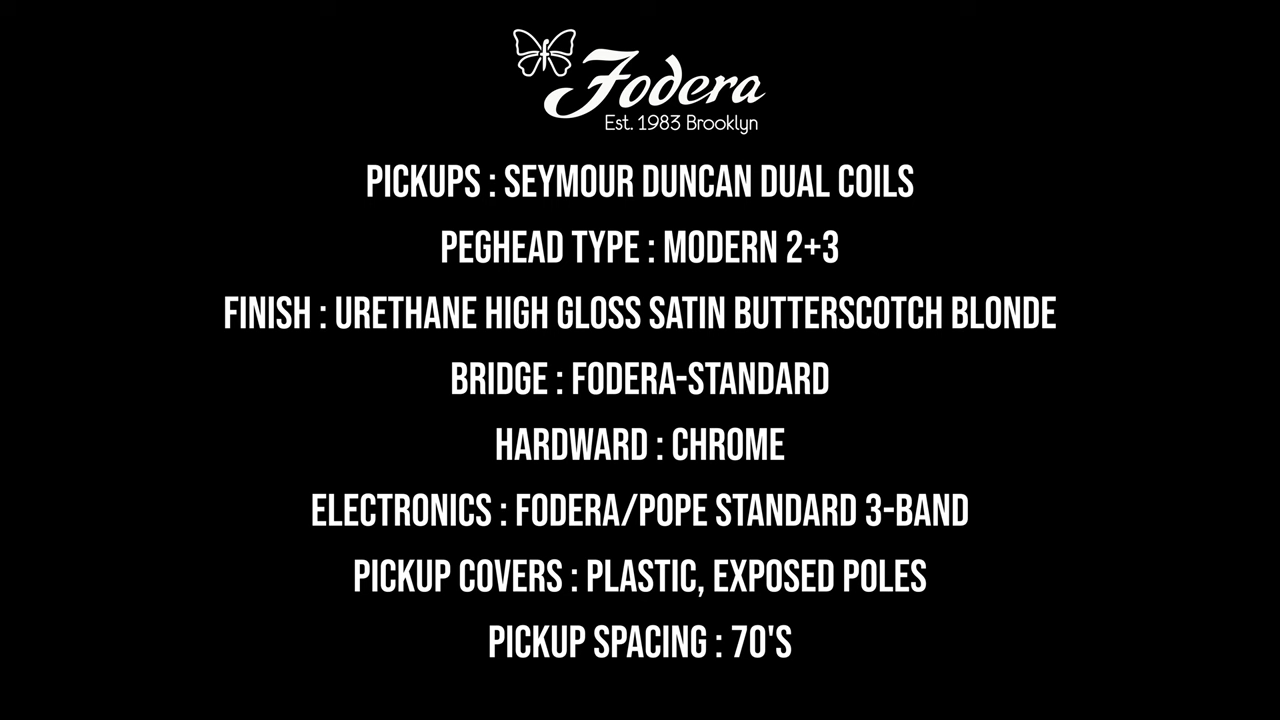 Fodera
Est. 1983 Brooklyn
PICKUPS : SEYMOUR DUNCAN DUAL COILS
PEGHEAD TYPE : MODERN 2+3
FINISH : URETHANE HIGH GLOSS SATIN BUTTERSCOTCH BLONDE
BRIDGE : FODERA-STANDARD
HARDWARD : CHROME
ELECTRONICS : FODERA/POPE STANDARD 3-BAND
PICKUP COVERS : PLASTIC, EXPOSED POLES
PICKUP SPACING : 70'S